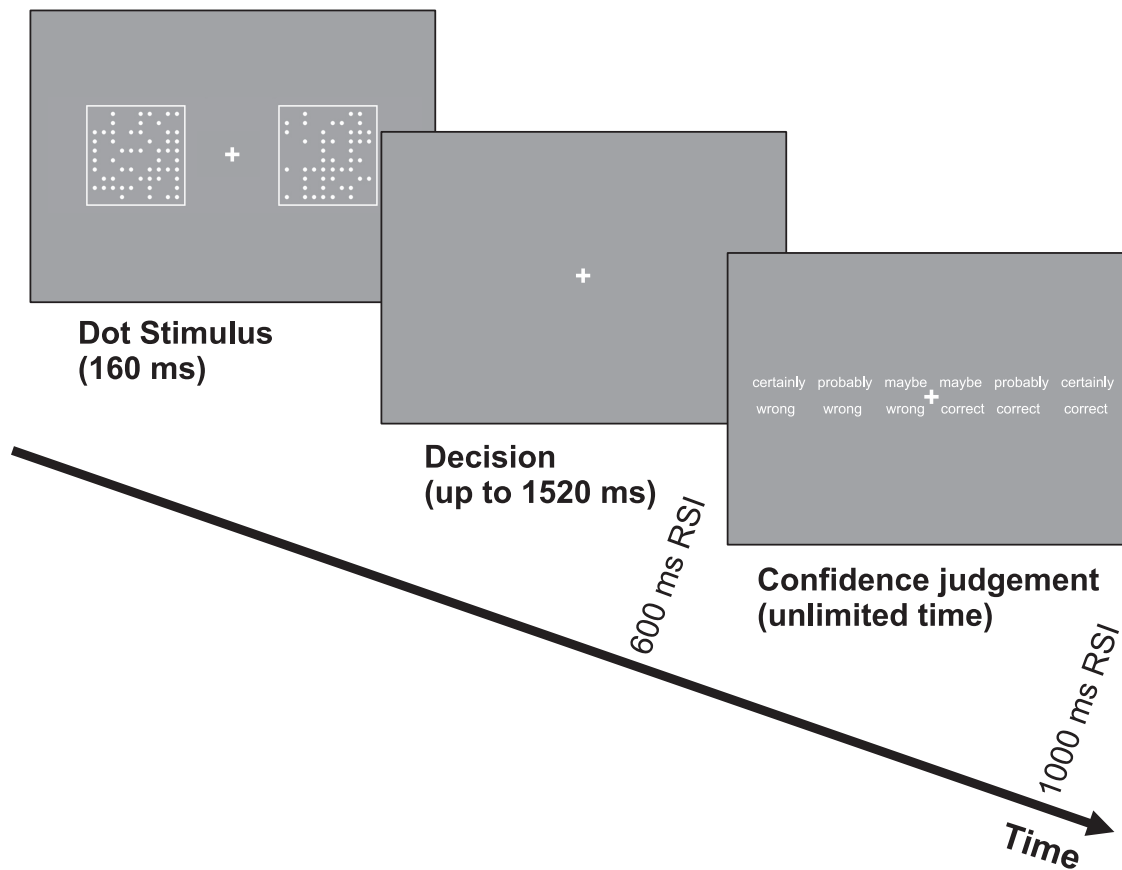 Dot Stimulus
(160 ms)
Decision
(up to 1520 ms)
certainly probably maybe maybe probably certainly
wrong wrong wrong correct correct correct
Confidence judgement
(unlimited time)
600 ms RSI
1000 ms RSI
Time